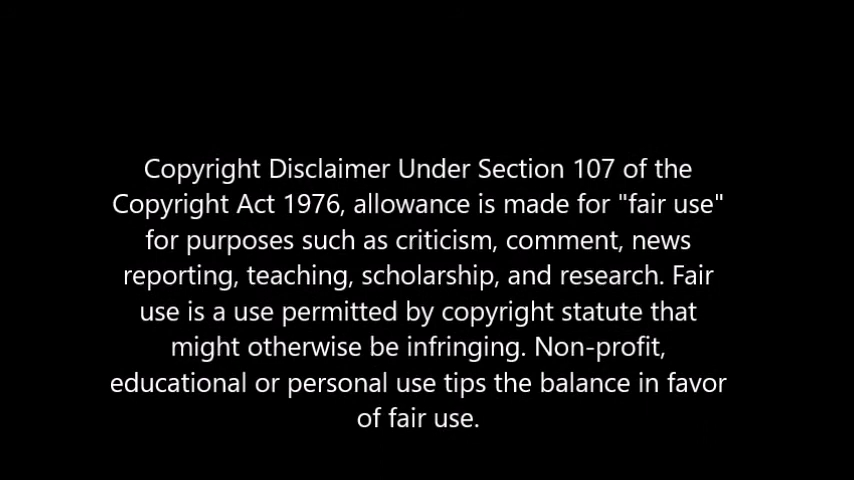 Copyright Disclaimer Under Section 107 of the
Copyright Act 1976, allowance is made for "fair use"
for purposes such as criticism, comment, news
reporting, teaching, scholarship, and research. Fair
use is a use permitted by copyright statute that
might otherwise be infringing. Non-profit,
educational or personal use tips the balance in favor
of fair use.